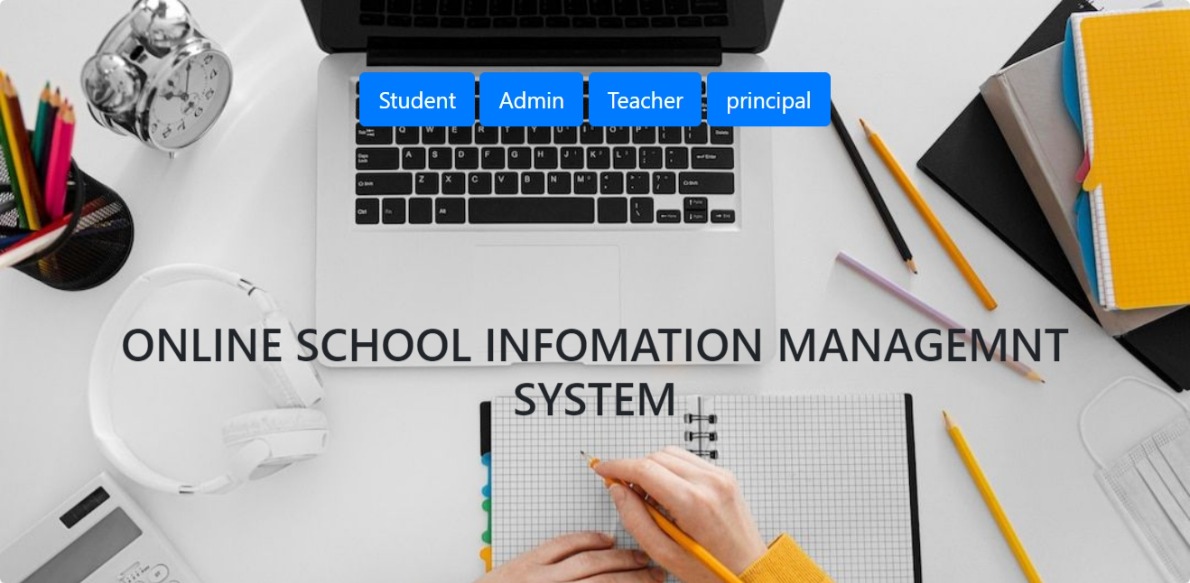 Student Admin Teacher principal
ONLINE SCHOOL INFOMATION MANAGEMNT
SYSTEM